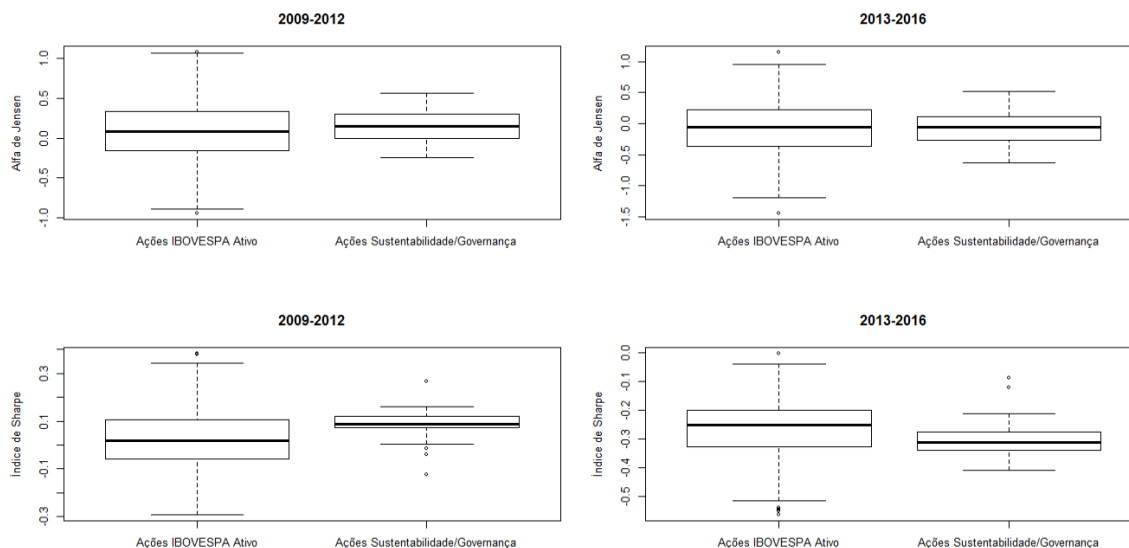 2009-2012
Alfa de Jensen
1.0
0.5
0.0
-0.5
-1.0
Ações IBOVESPA Ativo
Ações Sustentabilidade/Governança
2013-2016
Alfa de Jensen
1.0
0.5
0.0
-0.5
-1.0
-1.5
Ações IBOVESPA Ativo
Ações Sustentabilidade/Governança
2009-2012
Índice de Sharpe
0.3
0.1
-0.1
-0.3
Ações IBOVESPA Ativo
Ações Sustentabilidade/Governança
2013-2016
Índice de Sharpe
0.0
-0.1
-0.2
-0.3
-0.4
-0.5
Ações IBOVESPA Ativo
Ações Sustentabilidade/Governança